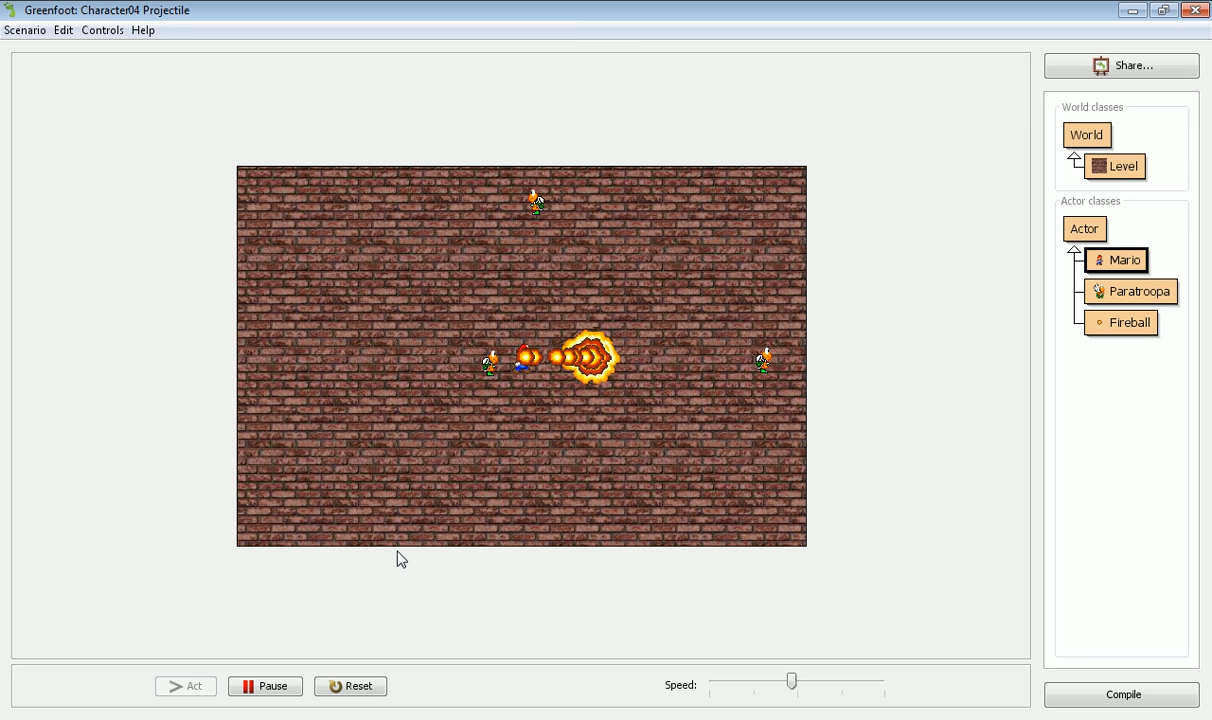 Greenfoot: Character04 Projectile
Scenario Edit Controls Help
Share...
World classes
World
Level
Actor classes
Actor
Mario
Paratroopa
Fireball
Act
Pause
Reset
Speed:
Compile